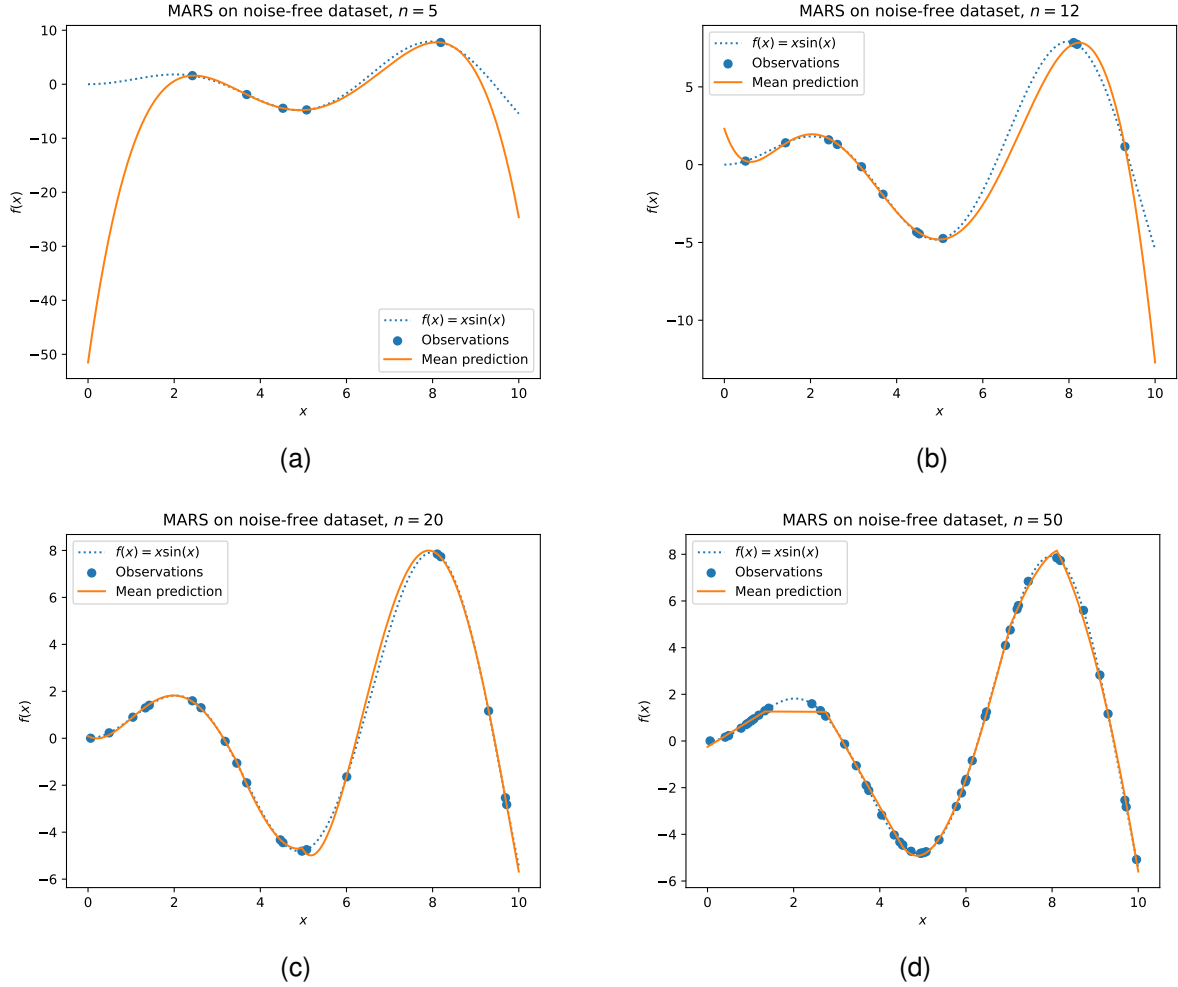 MARS on noise-free dataset, n = 5
10
0
−10
−20
−30
−40
−50
f(x)
f(x) = xsin(x)
Observations
Mean prediction
0 2 4 6 8 10
x
(a)
MARS on noise-free dataset, n = 12
f(x) = xsin(x)
Observations
Mean prediction
5
0
−5
−10
f(x)
0 2 4 6 8 10
x
(b)
MARS on noise-free dataset, n = 20
f(x) = xsin(x)
Observations
Mean prediction
8
6
4
2
0
−2
−4
−6
f(x)
0 2 4 6 8 10
x
(c)
MARS on noise-free dataset, n = 50
f(x) = xsin(x)
Observations
Mean prediction
8
6
4
2
0
−2
−4
−6
f(x)
0 2 4 6 8 10
x
(d)